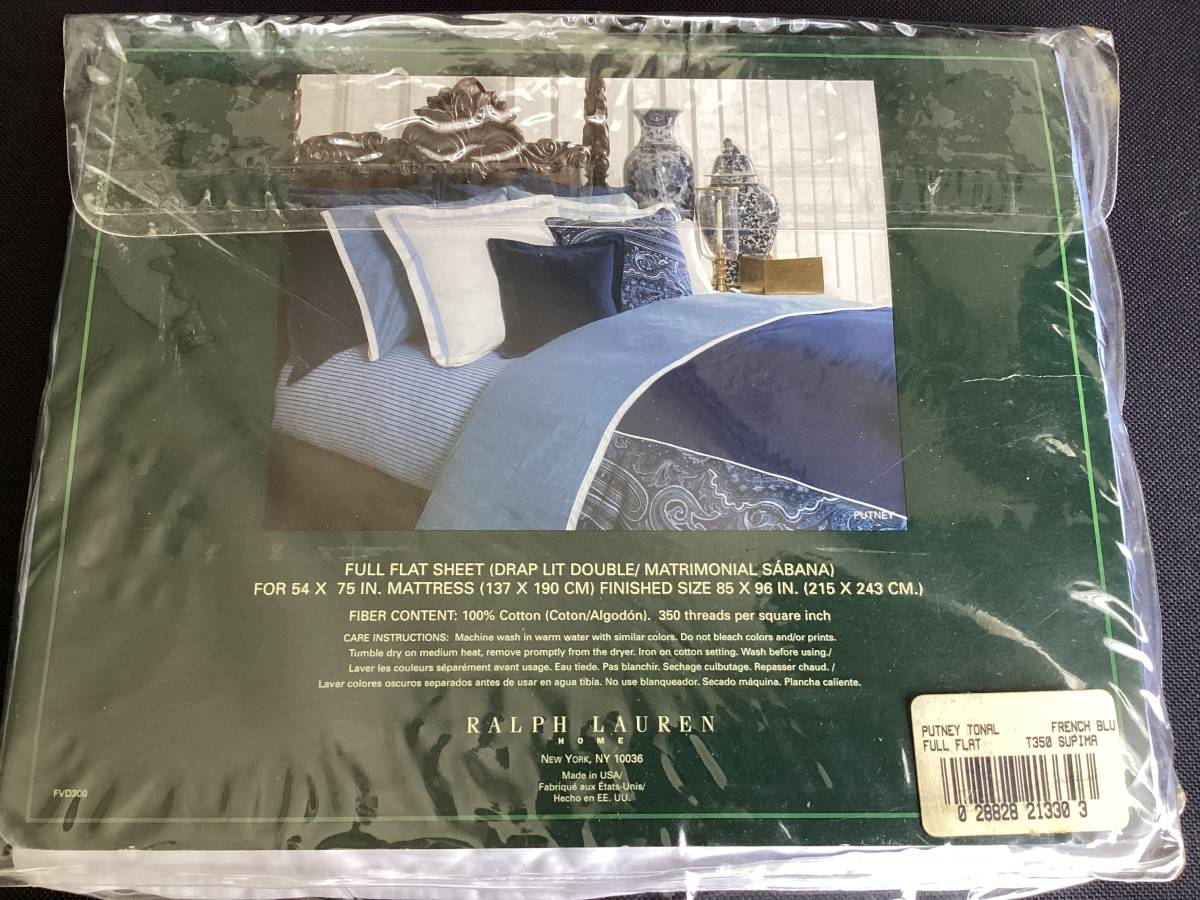 PUTNEY
FULL FLAT SHEET (DRAP LIT DOUBLE/ MATRIMONIAL SÁBANA)
FOR 54 X 75 IN. MATTRESS (137 X 190 CM) FINISHED SIZE 85 X 96 IN. (215 X 243 CM.)
FIBER CONTENT: 100% Cotton (Coton/Algodón). 350 threads per square inch
CARE INSTRUCTIONS: Machine wash in warm water with similar colors. Do not bleach colors and/or prints.
Tumble dry on medium heat, remove promptly from the dryer. Iron on cotton setting. Wash before using./
Laver les couleurs séparément avant usage. Eau tiede. Pas blanchir. Sechage culbutage. Repasser chaud. /
Lavar colores oscuros separados antes de usar en agua tibia. No use blanqueador. Secado máquina. Plancha caliente.
RALPH LAUREN
HOME
NEW YORK, NY 10036
Made in USA/
Fabriqué aux États-Unis/
Hecho en EE. UU.
FVD300
PUTNEY TONAL FRENCH BLU
FULL FLAT T350 SUPIMA
0 28828 21330 3